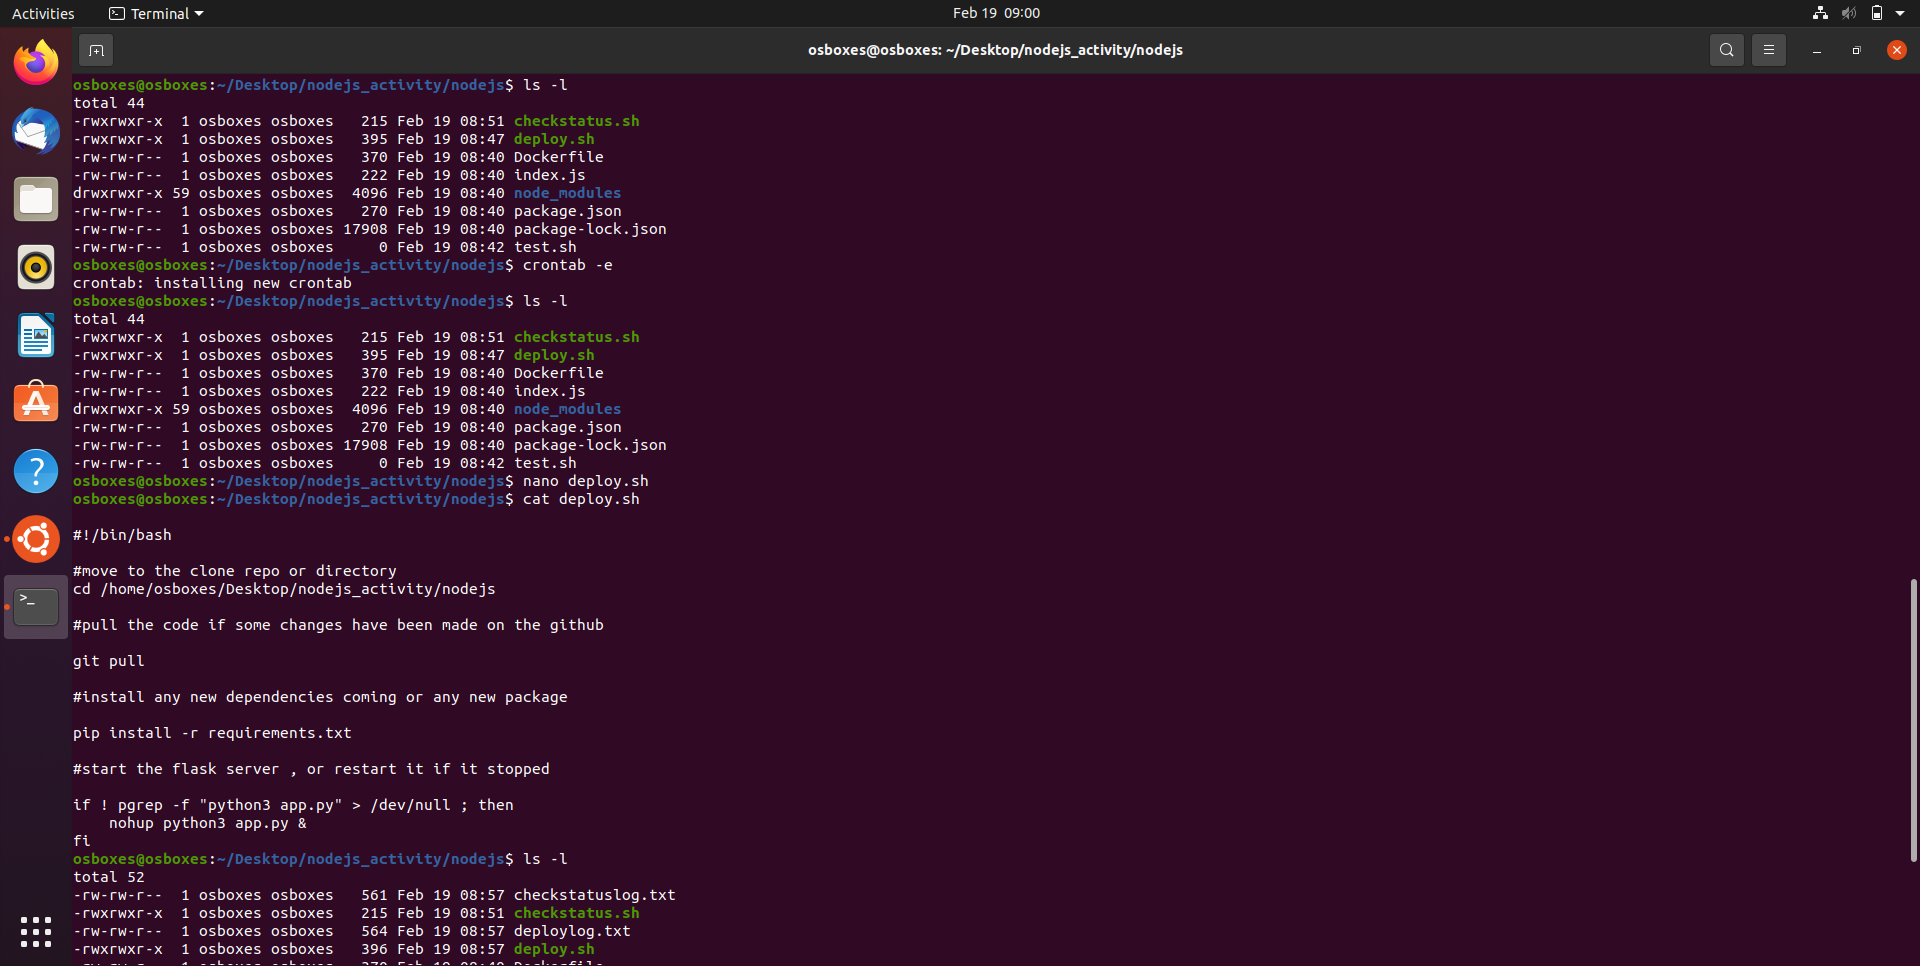 Activities
Terminal
Feb 19 09:00
osboxes@osboxes: ~/Desktop/nodejs_activity/nodejs
osboxes@osboxes:~/Desktop/nodejs_activity/nodejs$ ls -l
total 44
-rwxrwxr-x  1 osboxes osboxes   215 Feb 19 08:51 checkstatus.sh
-rwxrwxr-x  1 osboxes osboxes   395 Feb 19 08:47 deploy.sh
-rw-rw-r--  1 osboxes osboxes   370 Feb 19 08:40 Dockerfile
-rw-rw-r--  1 osboxes osboxes   222 Feb 19 08:40 index.js
drwxrwxr-x 59 osboxes osboxes  4096 Feb 19 08:40 node_modules
-rw-rw-r--  1 osboxes osboxes   270 Feb 19 08:40 package.json
-rw-rw-r--  1 osboxes osboxes 17908 Feb 19 08:40 package-lock.json
-rw-rw-r--  1 osboxes osboxes     0 Feb 19 08:42 test.sh
osboxes@osboxes:~/Desktop/nodejs_activity/nodejs$ crontab -e
crontab: installing new crontab
osboxes@osboxes:~/Desktop/nodejs_activity/nodejs$ ls -l
total 44
-rwxrwxr-x  1 osboxes osboxes   215 Feb 19 08:51 checkstatus.sh
-rwxrwxr-x  1 osboxes osboxes   395 Feb 19 08:47 deploy.sh
-rw-rw-r--  1 osboxes osboxes   370 Feb 19 08:40 Dockerfile
-rw-rw-r--  1 osboxes osboxes   222 Feb 19 08:40 index.js
drwxrwxr-x 59 osboxes osboxes  4096 Feb 19 08:40 node_modules
-rw-rw-r--  1 osboxes osboxes   270 Feb 19 08:40 package.json
-rw-rw-r--  1 osboxes osboxes 17908 Feb 19 08:40 package-lock.json
-rw-rw-r--  1 osboxes osboxes     0 Feb 19 08:42 test.sh
osboxes@osboxes:~/Desktop/nodejs_activity/nodejs$ nano deploy.sh
osboxes@osboxes:~/Desktop/nodejs_activity/nodejs$ cat deploy.sh
#!/bin/bash
#move to the clone repo or directory
cd /home/osboxes/Desktop/nodejs_activity/nodejs
#pull the code if some changes have been made on the github
git pull
#install any new dependencies coming or any new package
pip install -r requirements.txt
#start the flask server , or restart it if it stopped
if ! pgrep -f "python3 app.py" > /dev/null ; then
    nohup python3 app.py &
fi
osboxes@osboxes:~/Desktop/nodejs_activity/nodejs$ ls -l
total 52
-rw-rw-r--  1 osboxes osboxes   561 Feb 19 08:57 checkstatuslog.txt
-rwxrwxr-x  1 osboxes osboxes   215 Feb 19 08:51 checkstatus.sh
-rw-rw-r--  1 osboxes osboxes   564 Feb 19 08:57 deploylog.txt
-rwxrwxr-x  1 osboxes osboxes   396 Feb 19 08:57 deploy.sh